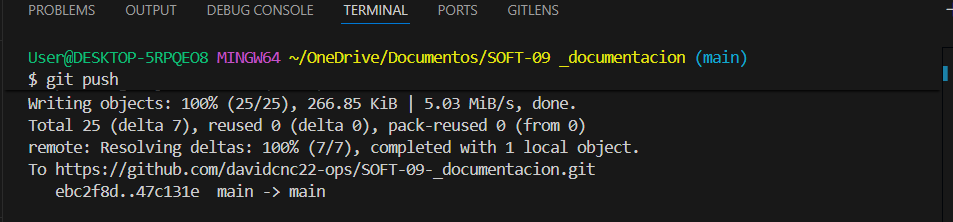 PROBLEMS OUTPUT DEBUG CONSOLE TERMINAL PORTS GITLENS
User@DESKTOP-5RPQEO8 MINGW64 ~/OneDrive/Documentos/SOFT-09 _documentacion (main)
$ git push
Writing objects: 100% (25/25), 266.85 KiB | 5.03 MiB/s, done.
Total 25 (delta 7), reused 0 (delta 0), pack-reused 0 (from 0)
remote: Resolving deltas: 100% (7/7), completed with 1 local object.
To https://github.com/davidcnc22-ops/SOFT-09-_documentacion.git
   ebc2f8d..47c131e  main -> main